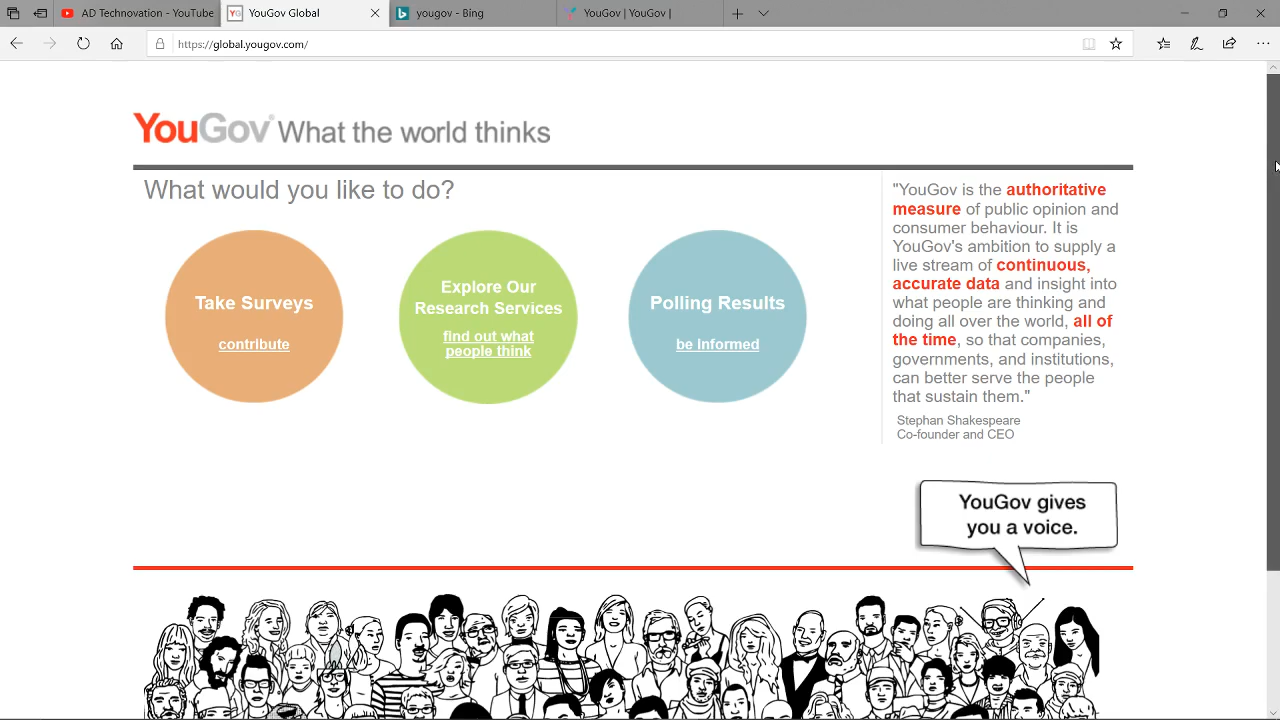 AD Technovation - YouTube
YouGov Global
yougov - Bing
YouGov | YouGov |
https://global.yougov.com/
YouGov® What the world thinks
What would you like to do?
Take Surveys
contribute
Explore Our
Research Services
find out what
people think
Polling Results
be informed
"YouGov is the authoritative
measure of public opinion and
consumer behaviour. It is
YouGov's ambition to supply a
live stream of continuous,
accurate data and insight into
what people are thinking and
doing all over the world, all of
the time, so that companies,
governments, and institutions,
can better serve the people
that sustain them."
Stephan Shakespeare
Co-founder and CEO
YouGov gives
you a voice.